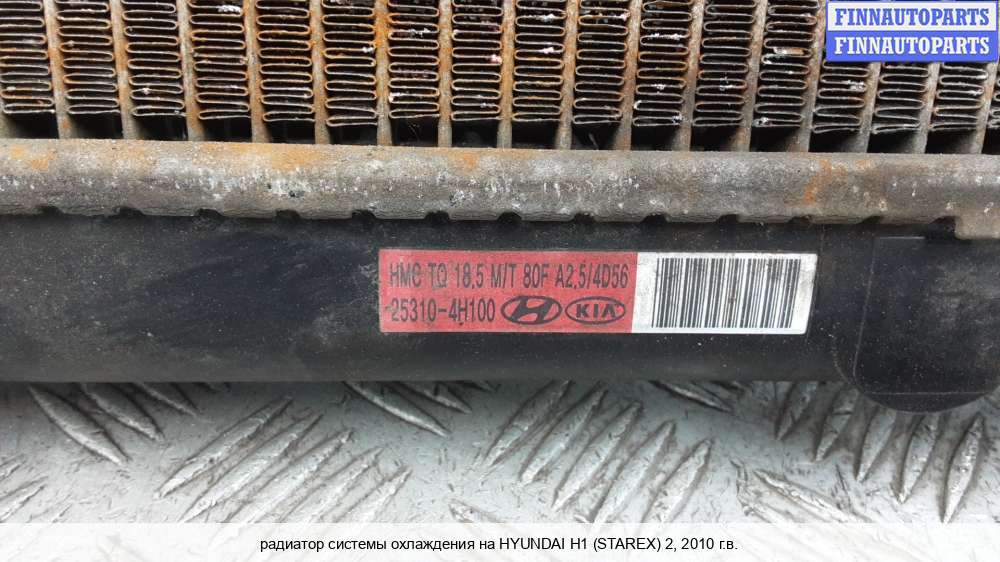 FINNAUTOPARTS
FINNAUTOPARTS
HMC TQ 18,5 M/T 80F A2,5/4D56
25310-4H100 KIA
радиатор системы охлаждения на HYUNDAI H1 (STAREX) 2, 2010 г.в.